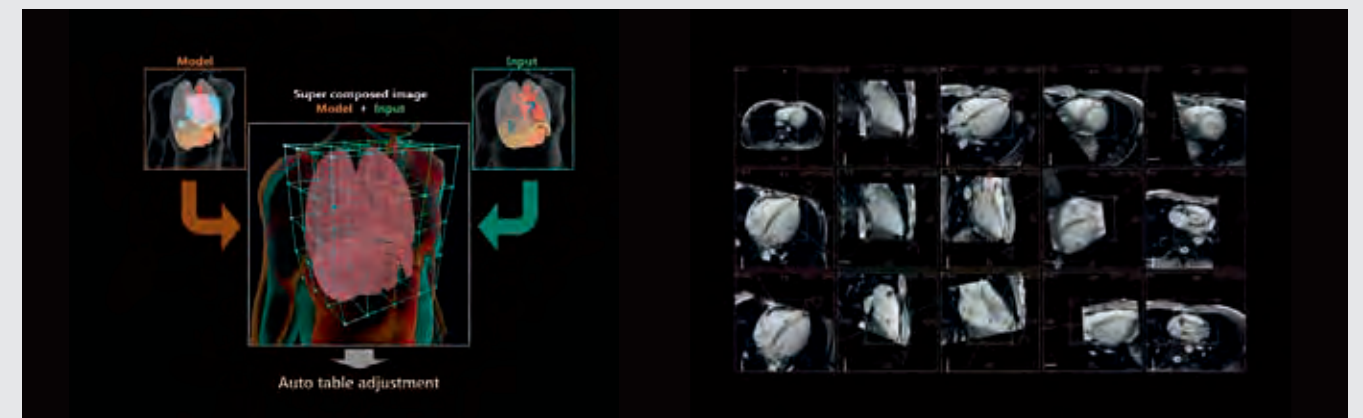 Model
Input
Super composed image
Model + Input
Auto table adjustment